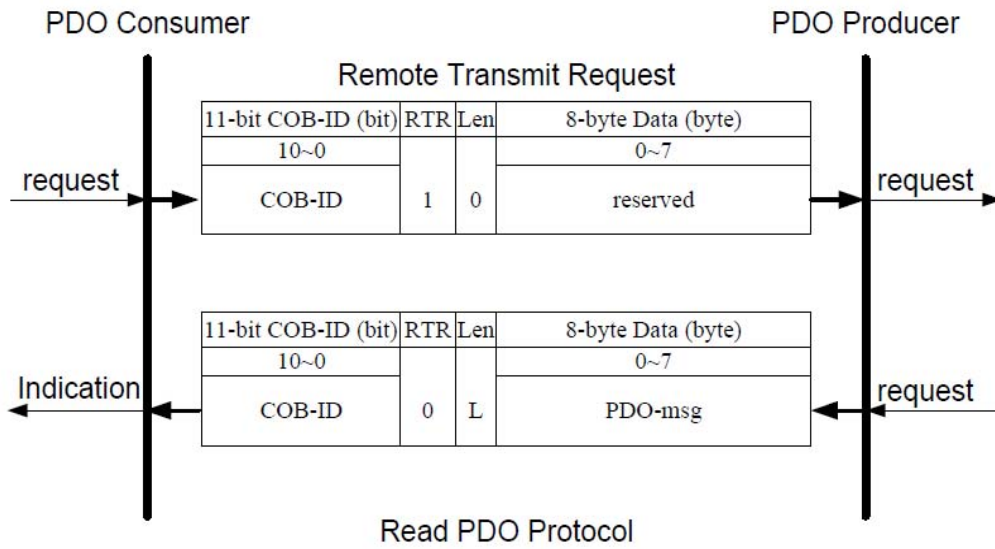 PDO Consumer PDO Producer
Remote Transmit Request
11-bit COB-ID (bit) RTR Len 8-byte Data (byte)
10~0 0~7
request COB-ID 1 0 reserved request
11-bit COB-ID (bit) RTR Len 8-byte Data (byte)
10~0 0~7
Indication COB-ID 0 L PDO-msg request
Read PDO Protocol